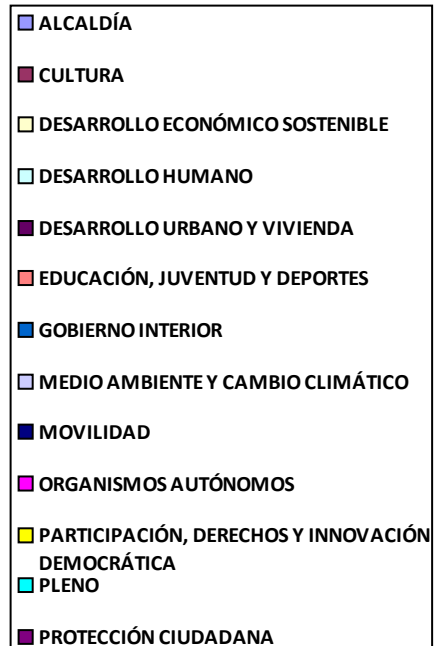 ALCALDÍA
CULTURA
DESARROLLO ECONÓMICO SOSTENIBLE
DESARROLLO HUMANO
DESARROLLO URBANO Y VIVIENDA
EDUCACIÓN, JUVENTUD Y DEPORTES
GOBIERNO INTERIOR
MEDIO AMBIENTE Y CAMBIO CLIMÁTICO
MOVILIDAD
ORGANISMOS AUTÓNOMOS
PARTICIPACIÓN, DERECHOS Y INNOVACIÓN
DEMOCRÁTICA
PLENO
PROTECCIÓN CIUDADANA